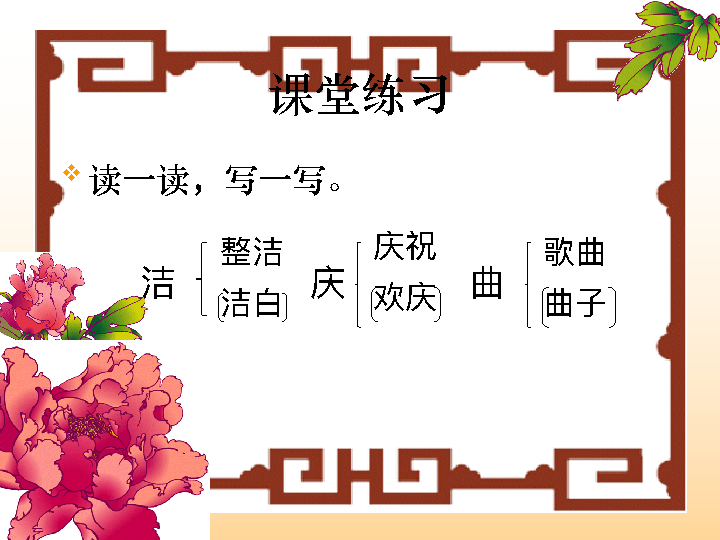 课堂练习
读一读，写一写。
洁 整洁 (洁白)
庆 庆祝 (欢庆)
曲 歌曲 (曲子)